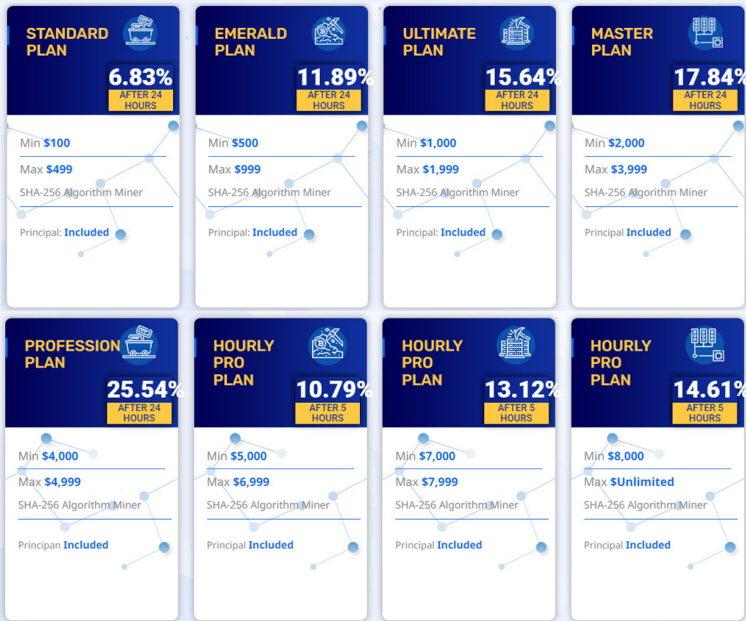 STANDARD
PLAN
6.83%
AFTER 24
HOURS
Min $100
Max $499
SHA-256 Algorithm Miner
Principal: Included
EMERALD
PLAN
11.89%
AFTER 24
HOURS
Min $500
Max $999
SHA-256 Algorithm Miner
Principal: Included
ULTIMATE
PLAN
15.64%
AFTER 24
HOURS
Min $1,000
Max $1,999
SHA-256 Algorithm Miner
Principal: Included
MASTER
PLAN
17.84%
AFTER 24
HOURS
Min $2,000
Max $3,999
SHA-256 Algorithm Miner
Principal Included
PROFESSION
PLAN
25.54%
AFTER 24
HOURS
Min $4,000
Max $4,999
SHA-256 Algorithm Miner
Principan Included
HOURLY
PRO
PLAN
10.79%
AFTER 5
HOURS
Min $5,000
Max $6,999
SHA-256 Algorithm Miner
Principal Included
HOURLY
PRO
PLAN
13.12%
AFTER 5
HOURS
Min $7,000
Max $7,999
SHA-256 Algorithm Miner
Principal Included
HOURLY
PRO
PLAN
14.61%
AFTER 5
HOURS
Min $8,000
Max $Unlimited
SHA-256 Algorithm Miner
Principal Included